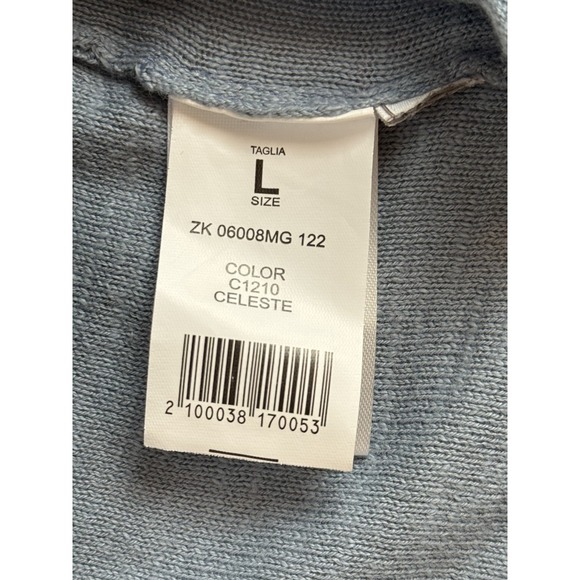 TAGLIA
L
SIZE
ZK 06008MG 122
COLOR
C1210
CELESTE
2 100038 170053